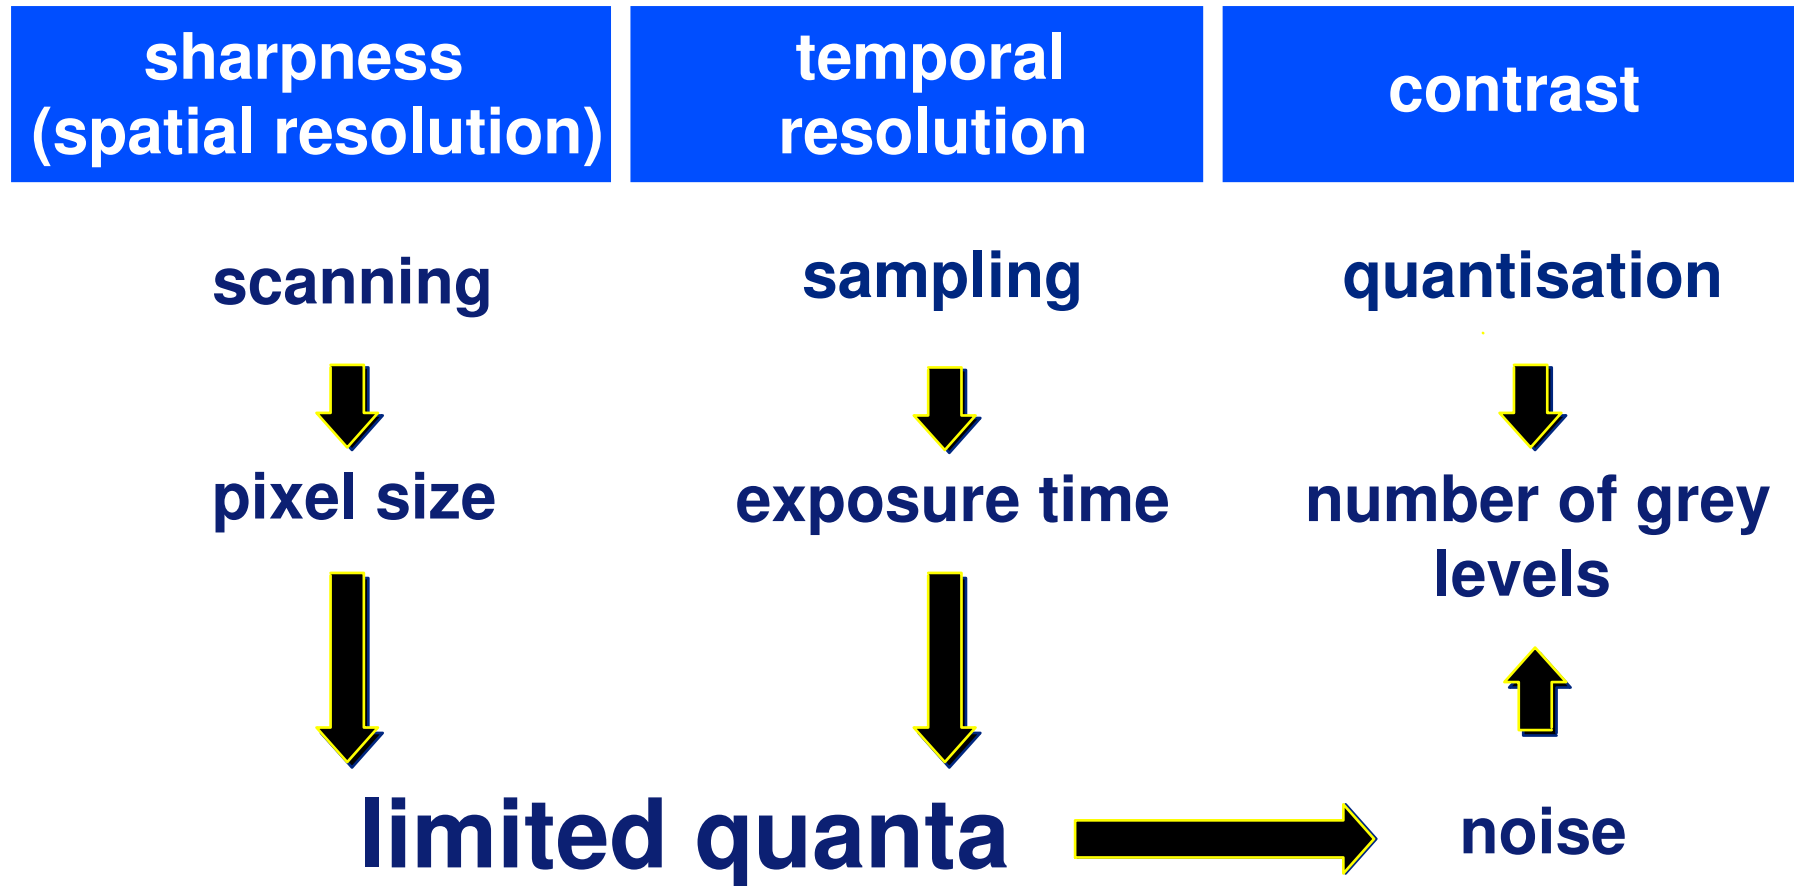 sharpness
(spatial resolution)
temporal
resolution
contrast
scanning
sampling
quantisation
pixel size
exposure time
number of grey
levels
limited quanta
noise